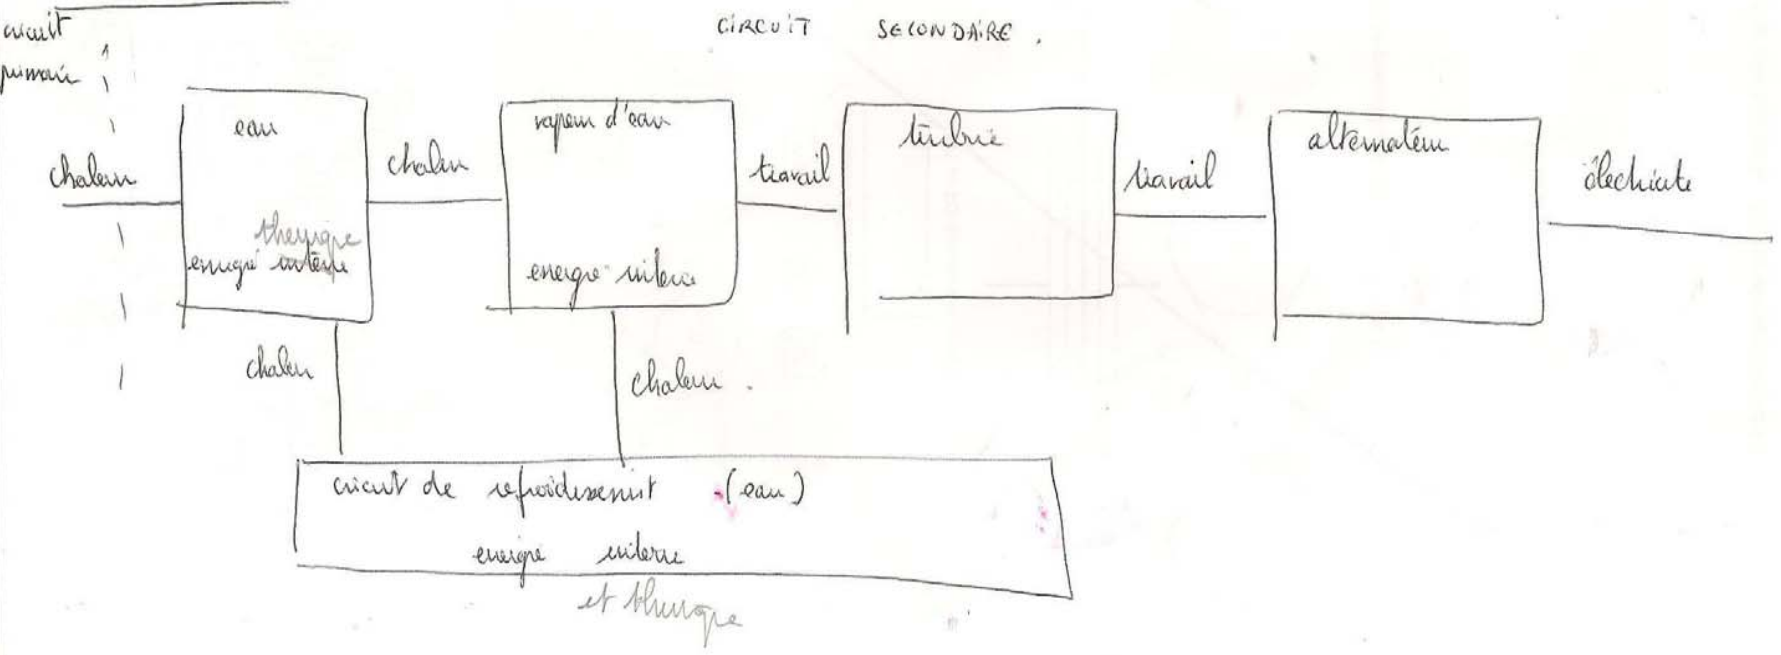 circuit
primaire
CIRCUIT SECONDAIRE.
chaleur
eau
thermique
energie interne
chaleur
vapeur d'eau
energie interne
travail
turbine
travail
alternateur
électricité
chaleur
chaleur.
circuit de refroidissement (eau)
energie interne
et thermique